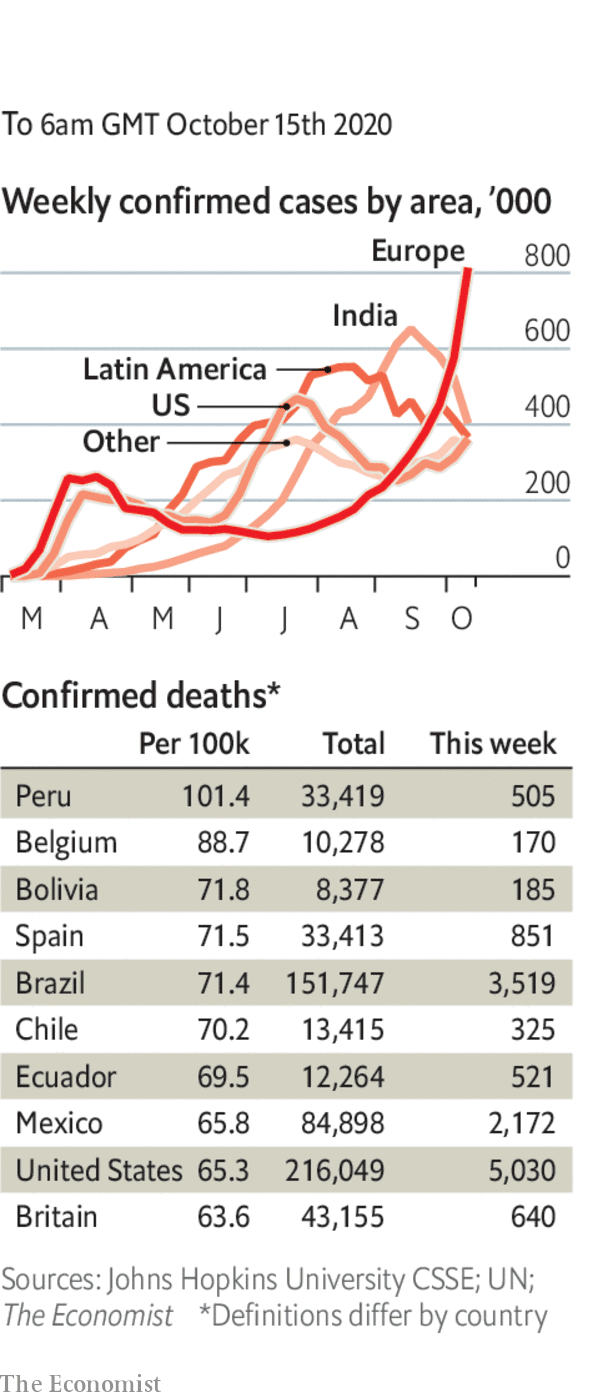 To 6am GMT October 15th 2020
Weekly confirmed cases by area, ’000
Europe
800
India
600
Latin America
US
400
Other
200
0
M A M J J A S O
Confirmed deaths*
Per 100k Total This week
Peru 101.4 33,419 505
Belgium 88.7 10,278 170
Bolivia 71.8 8,377 185
Spain 71.5 33,413 851
Brazil 71.4 151,747 3,519
Chile 70.2 13,415 325
Ecuador 69.5 12,264 521
Mexico 65.8 84,898 2,172
United States 65.3 216,049 5,030
Britain 63.6 43,155 640
Sources: Johns Hopkins University CSSE; UN;
The Economist *Definitions differ by country
The Economist